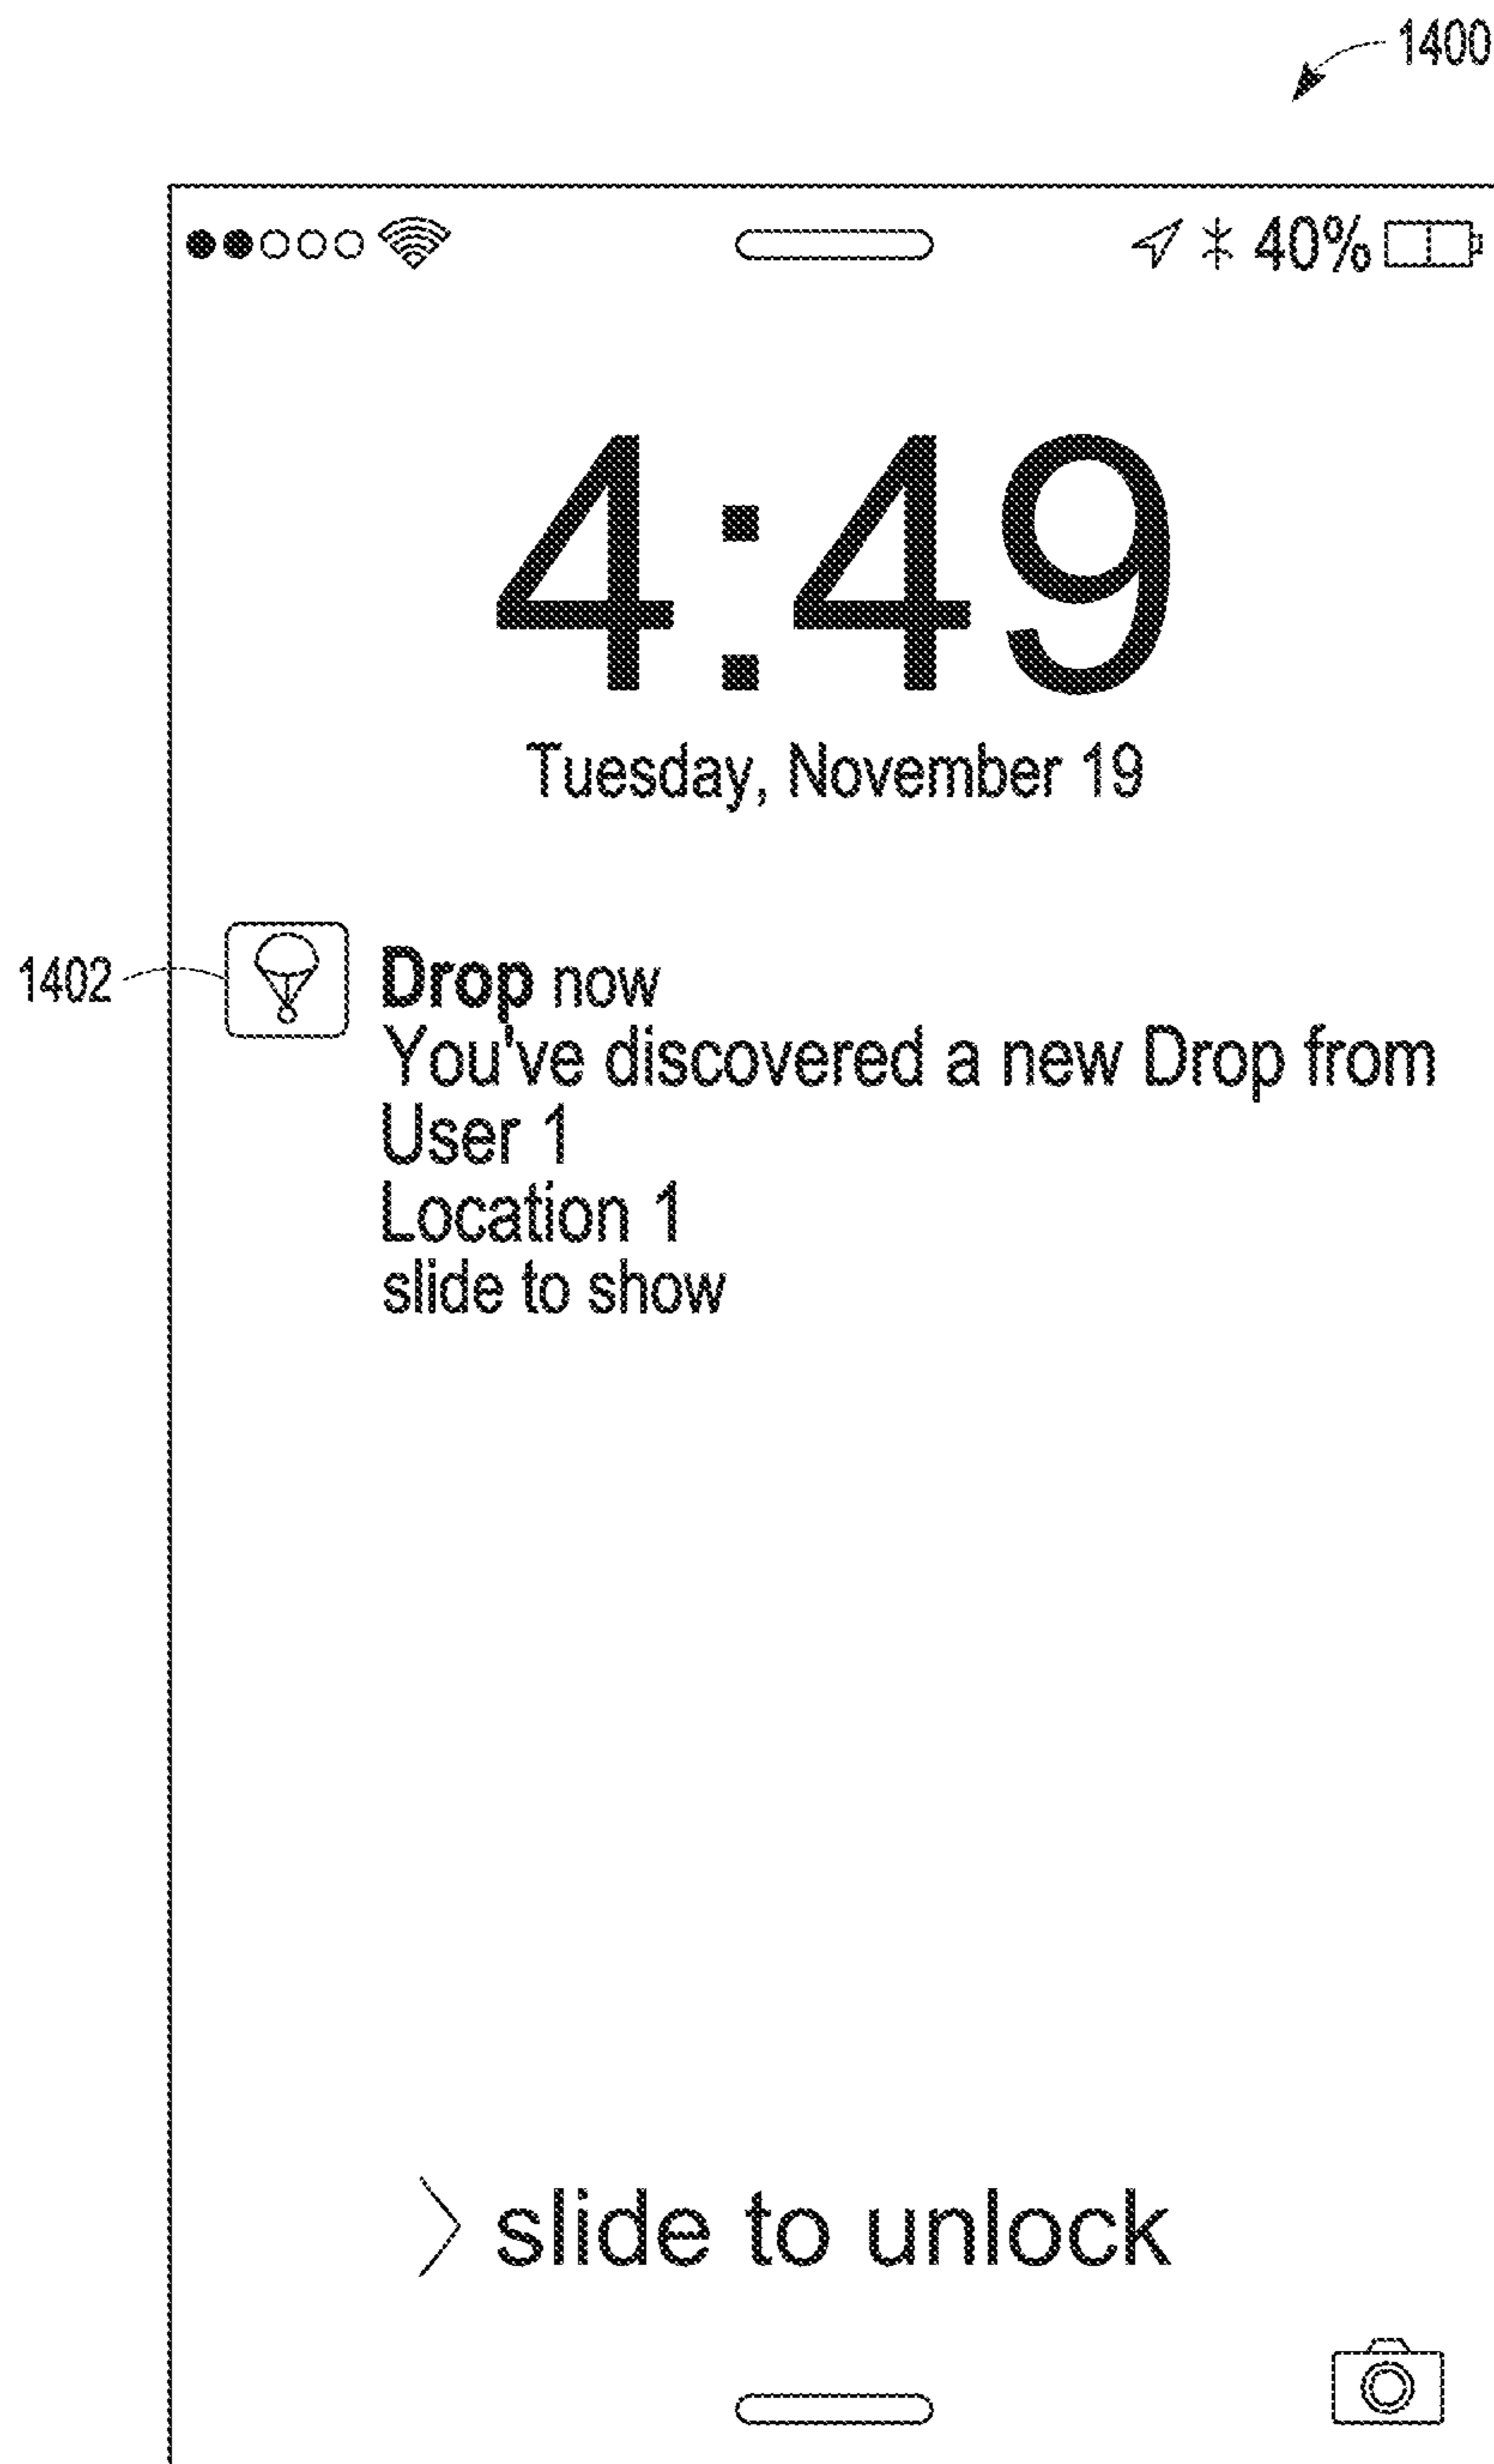 1400
40%
4:49
Tuesday, November 19
1402
Drop now
You've discovered a new Drop from
User 1
Location 1
slide to show
slide to unlock